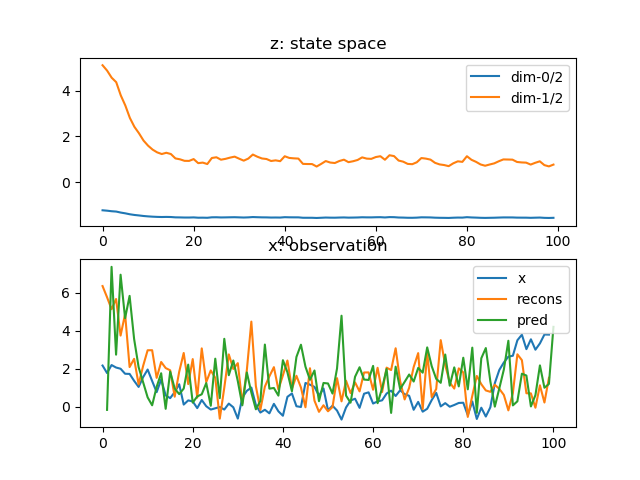 z: state space
4
2
0
dim-0/2
dim-1/2
0 20 40 60 80 100
x: observation
6
4
2
0
x
recons
pred
0 20 40 60 80 100